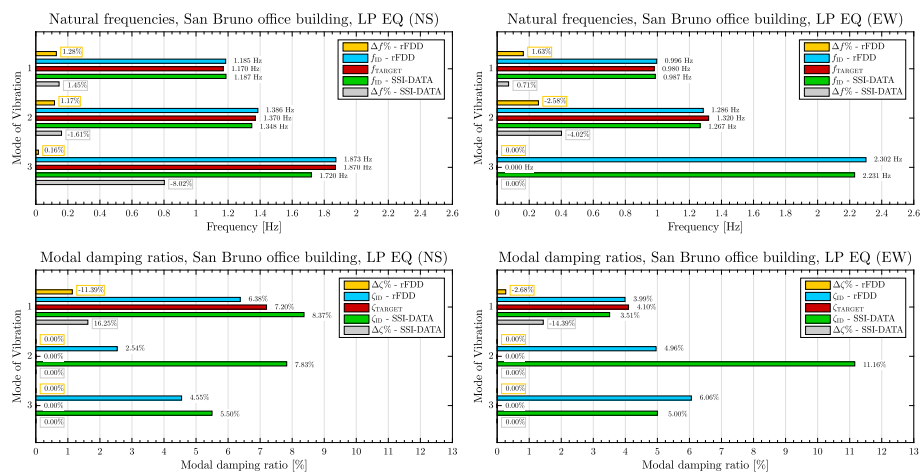 Natural frequencies, San Bruno office building, LP EQ (NS)
Mode of Vibration
1
2
3
1.28%
1.185 Hz
1.170 Hz
1.187 Hz
1.45%
1.17%
1.386 Hz
1.370 Hz
1.348 Hz
-1.61%
0.16%
1.873 Hz
1.870 Hz
1.720 Hz
-8.02%
Δf% - rFDD
fID - rFDD
fTARGET
fID - SSI-DATA
Δf% - SSI-DATA
0 0.2 0.4 0.6 0.8 1 1.2 1.4 1.6 1.8 2 2.2 2.4 2.6
Frequency [Hz]
Natural frequencies, San Bruno office building, LP EQ (EW)
Mode of Vibration
1
2
3
1.63%
0.996 Hz
0.980 Hz
0.987 Hz
0.71%
-2.58%
1.286 Hz
1.320 Hz
1.267 Hz
-4.02%
0.00%
2.302 Hz
0.000 Hz
2.231 Hz
0.00%
Δf% - rFDD
fID - rFDD
fTARGET
fID - SSI-DATA
Δf% - SSI-DATA
0 0.2 0.4 0.6 0.8 1 1.2 1.4 1.6 1.8 2 2.2 2.4 2.6
Frequency [Hz]
Modal damping ratios, San Bruno office building, LP EQ (NS)
Mode of Vibration
1
2
3
-11.39%
6.38%
7.20%
8.37%
16.25%
0.00%
2.54%
0.00%
7.83%
0.00%
0.00%
4.55%
0.00%
5.50%
0.00%
Δζ% - rFDD
ζID - rFDD
ζTARGET
ζID - SSI-DATA
Δζ% - SSI-DATA
0 1 2 3 4 5 6 7 8 9 10 11 12 13
Modal damping ratio [%]
Modal damping ratios, San Bruno office building, LP EQ (EW)
Mode of Vibration
1
2
3
-2.68%
3.99%
4.10%
3.51%
-14.39%
0.00%
4.96%
0.00%
11.16%
0.00%
0.00%
6.06%
0.00%
5.00%
0.00%
Δζ% - rFDD
ζID - rFDD
ζTARGET
ζID - SSI-DATA
Δζ% - SSI-DATA
0 1 2 3 4 5 6 7 8 9 10 11 12 13
Modal damping ratio [%]